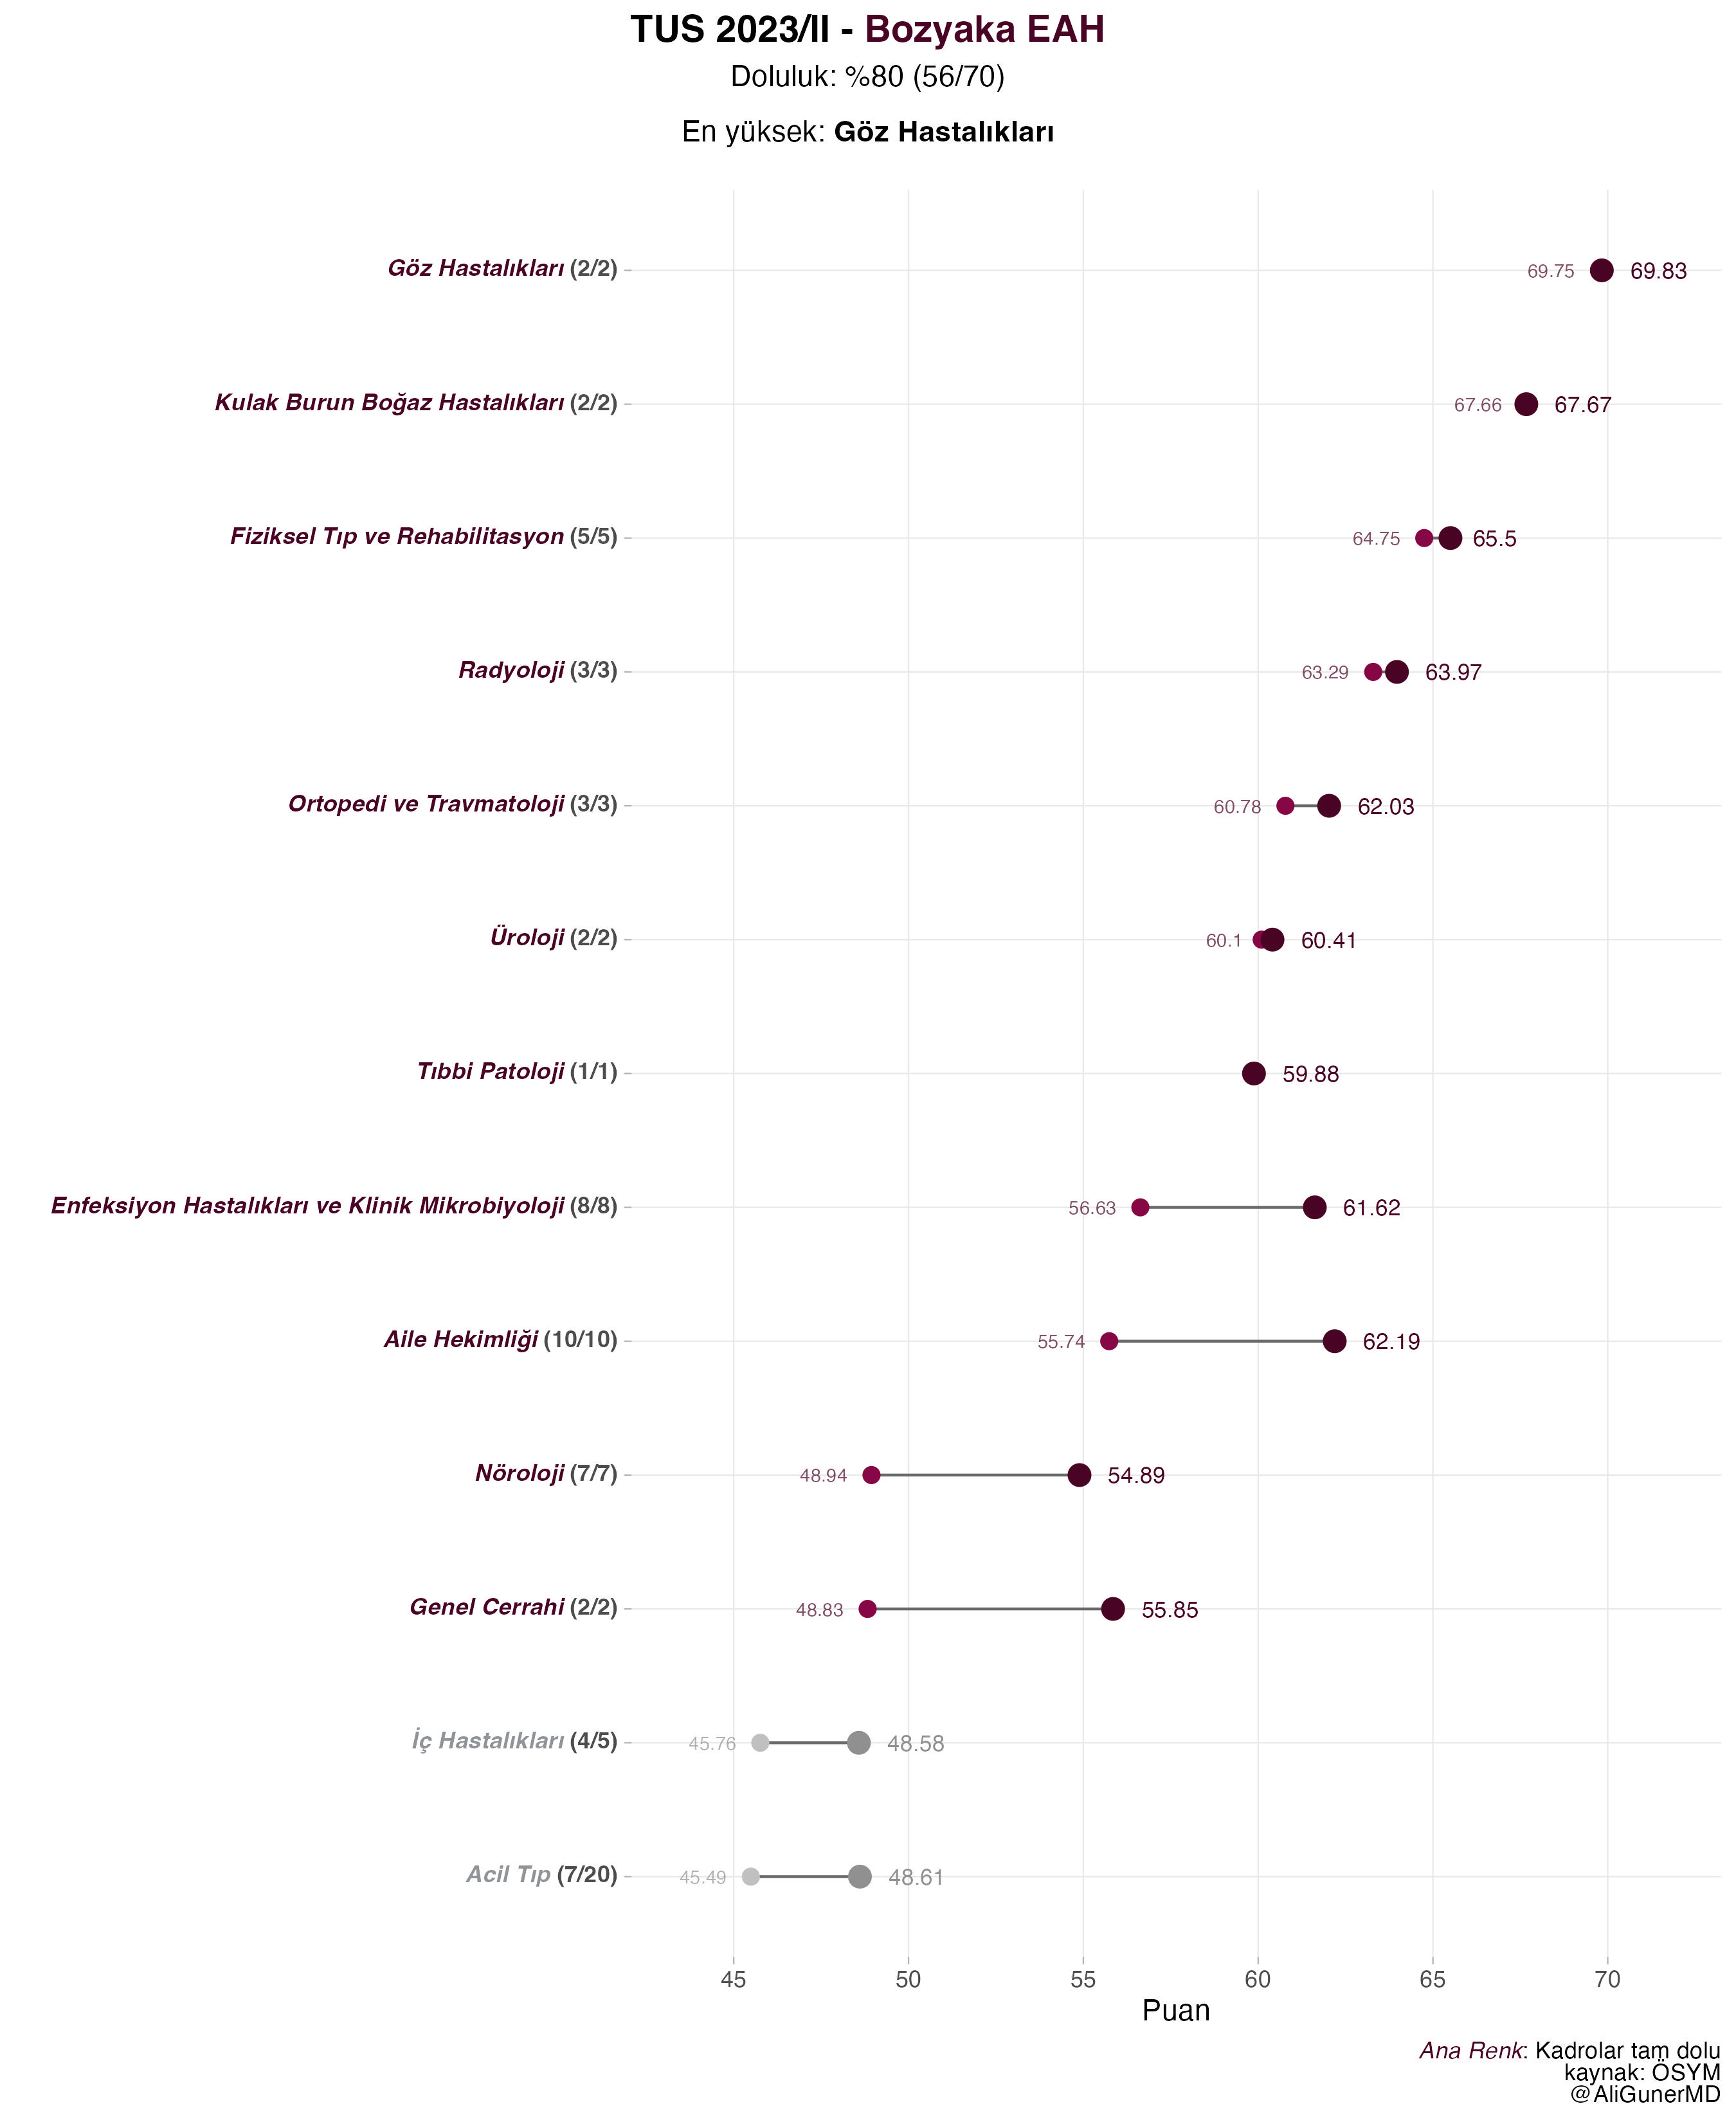 TUS 2023/II - Bozyaka EAH
Doluluk: %80 (56/70)
En yüksek: Göz Hastalıkları
Göz Hastalıkları (2/2) 69.75 69.83
Kulak Burun Boğaz Hastalıkları (2/2) 67.66 67.67
Fiziksel Tıp ve Rehabilitasyon (5/5) 64.75 65.5
Radyoloji (3/3) 63.29 63.97
Ortopedi ve Travmatoloji (3/3) 60.78 62.03
Üroloji (2/2) 60.1 60.41
Tıbbi Patoloji (1/1) 59.88
Enfeksiyon Hastalıkları ve Klinik Mikrobiyoloji (8/8) 56.63 61.62
Aile Hekimliği (10/10) 55.74 62.19
Nöroloji (7/7) 48.94 54.89
Genel Cerrahi (2/2) 48.83 55.85
İç Hastalıkları (4/5) 45.76 48.58
Acil Tıp (7/20) 45.49 48.61
45 50 55 60 65 70
Puan
Ana Renk: Kadrolar tam dolu
kaynak: ÖSYM
@AliGunerMD